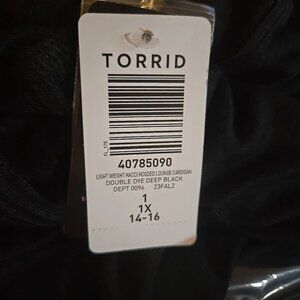 TORRID
FL_175
40785090
LIGHT WEIGHT HACCI HOODED LOUNGE CARDIGAN
DOUBLE DYE DEEP BLACK
DEPT 0096 23FAL2
1
1X
14-16